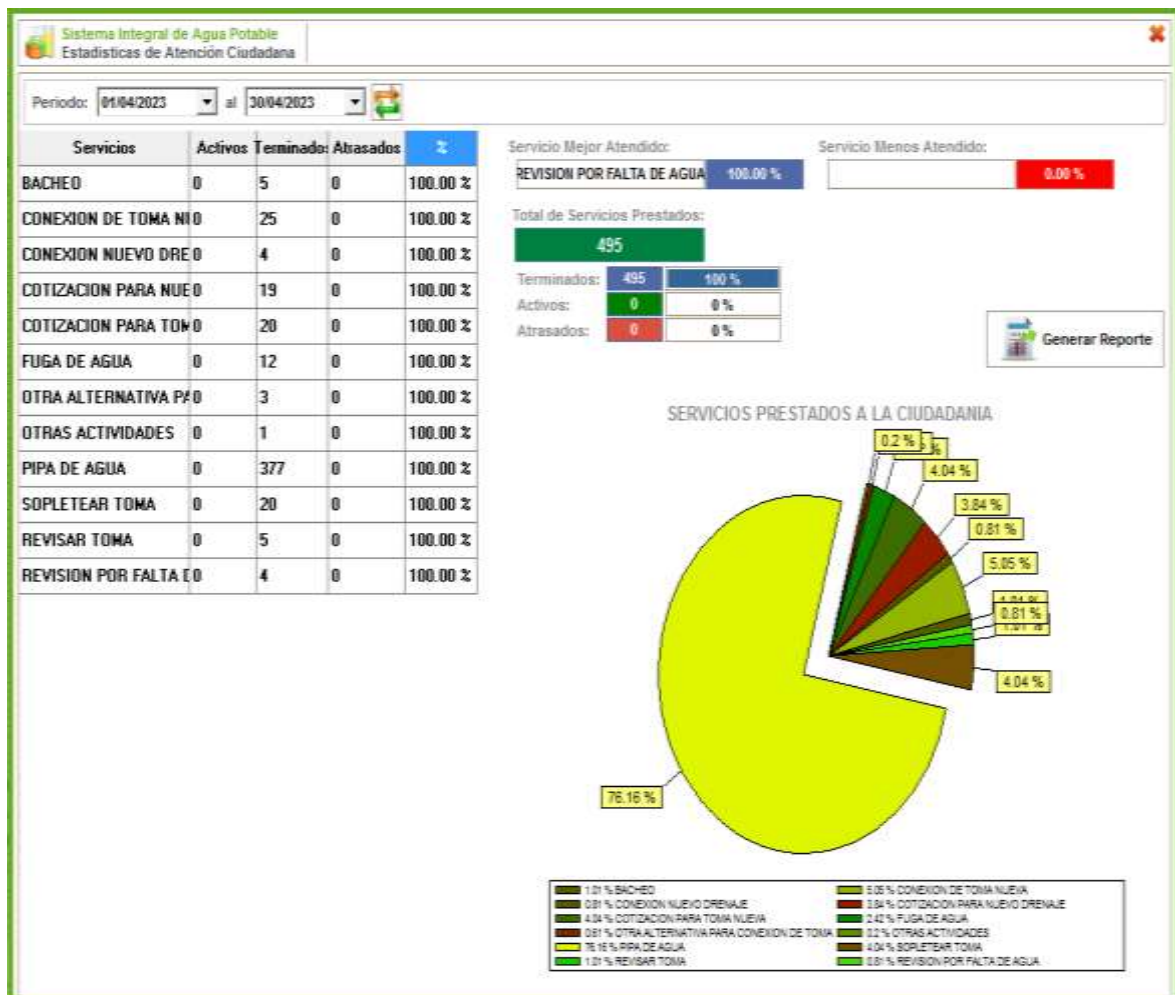 Sistema Integral de Agua Potable
Estadisticas de Atención Ciudadana
Periodo: 01/04/2023 al 30/04/2023
Servicios Activos Terminado: Atrasados %
BACHEO 0 5 0 100.00 %
CONEXION DE TOMA NU 0 25 0 100.00 %
CONEXION NUEVO DRE 0 4 0 100.00 %
COTIZACION PARA NUE 0 19 0 100.00 %
COTIZACION PARA TOM 0 20 0 100.00 %
FUGA DE AGUA 0 12 0 100.00 %
OTRA ALTERNATIVA PA 0 3 0 100.00 %
OTRAS ACTIVIDADES 0 1 0 100.00 %
PIPA DE AGUA 0 377 0 100.00 %
SOPLETEAR TOMA 0 20 0 100.00 %
REVISAR TOMA 0 5 0 100.00 %
REVISION POR FALTA D 0 4 0 100.00 %
Servicio Mejor Atendido: Servicio Menos Atendido:
REVISION POR FALTA DE AGUA 100.00 % 0.00 %
Total de Servicios Prestados:
495
Terminados: 495 100 %
Activos: 0 0 %
Atrasados: 0 0 %
Generar Reporte
SERVICIOS PRESTADOS A LA CIUDADANIA
0.2 %
%
4.04 %
3.84 %
0.81 %
5.05 %
1.01 %
0.81 %
1.01 %
4.04 %
76.16 %
1.01 % BACHEO 5.05 % CONEXION DE TOMA NUEVA
0.81 % CONEXION NUEVO DRENAJE 3.84 % COTIZACION PARA NUEVO DRENAJE
4.04 % COTIZACION PARA TOMA NUEVA 2.42 % FUGA DE AGUA
0.61 % OTRA ALTERNATIVA PARA CONEXION DE TOMA 0.2 % OTRAS ACTIVIDADES
76.16 % PIPA DE AGUA 4.04 % SOPLETEAR TOMA
1.01 % REVISAR TOMA 0.81 % REVISION POR FALTA DE AGUA